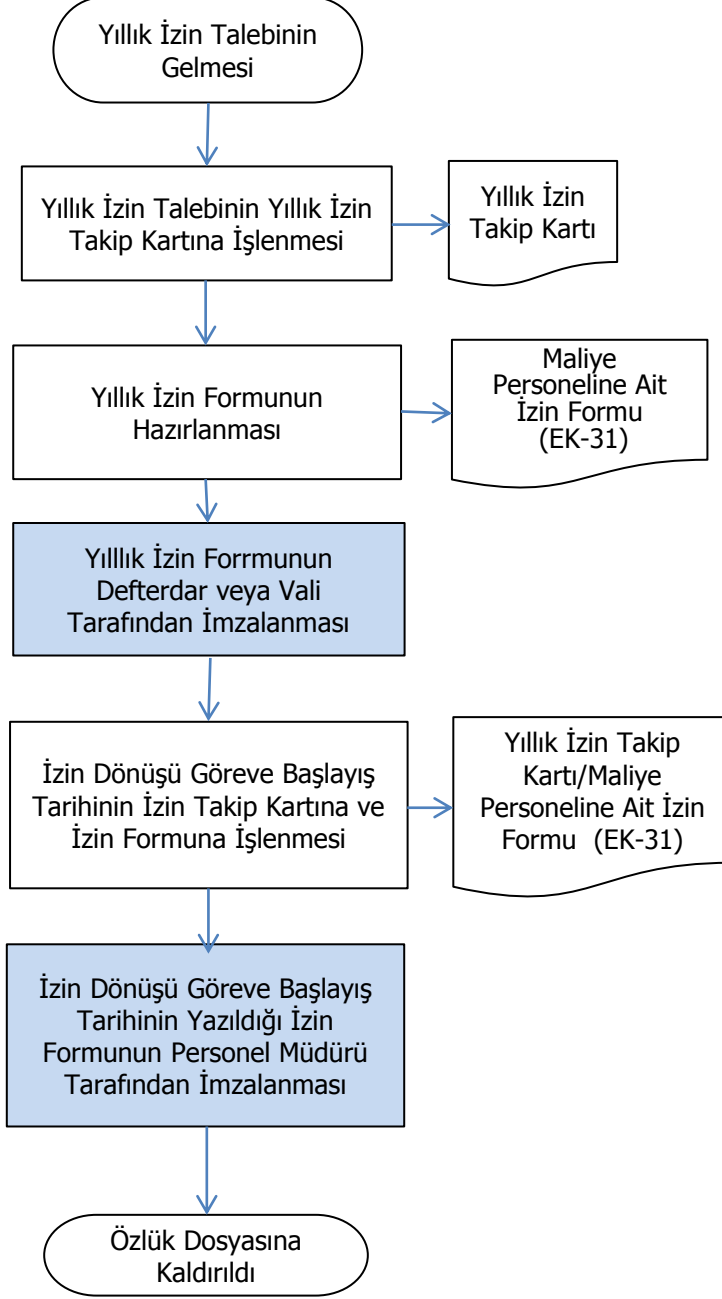 Yıllık İzin Talebinin
Gelmesi
Yıllık İzin Talebinin Yıllık İzin
Takip Kartına İşlenmesi
Yıllık İzin
Takip Kartı
Yıllık İzin Formunun
Hazırlanması
Maliye
Personeline Ait
İzin Formu
(EK-31)
Yılllık İzin Forrmunun
Defterdar veya Vali
Tarafından İmzalanması
İzin Dönüşü Göreve Başlayış
Tarihinin İzin Takip Kartına ve
İzin Formuna İşlenmesi
Yıllık İzin Takip
Kartı/Maliye
Personeline Ait İzin
Formu (EK-31)
İzin Dönüşü Göreve Başlayış
Tarihinin Yazıldığı İzin
Formunun Personel Müdürü
Tarafından İmzalanması
Özlük Dosyasına
Kaldırıldı